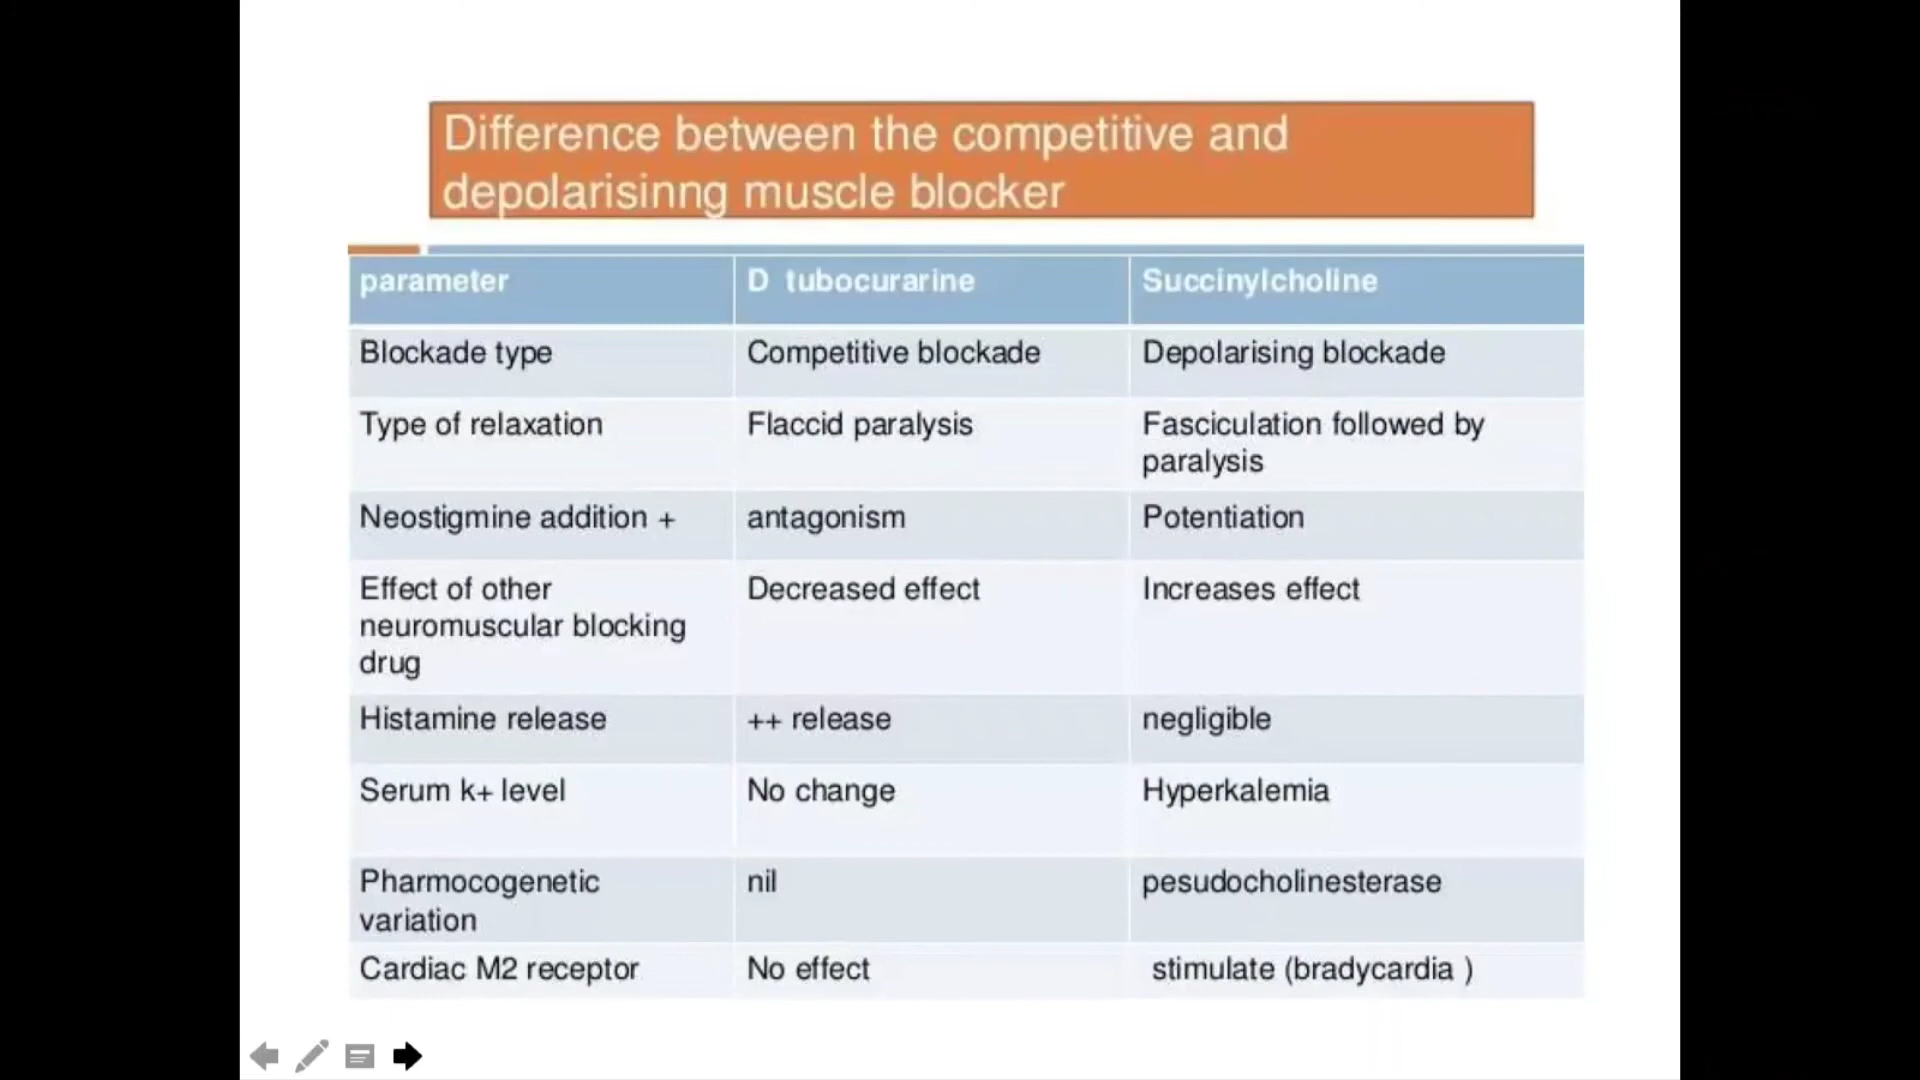 Difference between the competitive and
depolarisinng muscle blocker
parameter
D tubocurarine
Succinylcholine
Blockade type
Competitive blockade
Depolarising blockade
Type of relaxation
Flaccid paralysis
Fasciculation followed by
paralysis
Neostigmine addition +
antagonism
Potentiation
Effect of other
neuromuscular blocking
drug
Decreased effect
Increases effect
Histamine release
++ release
negligible
Serum k+ level
No change
Hyperkalemia
Pharmocogenetic
variation
nil
pesudocholinesterase
Cardiac M2 receptor
No effect
stimulate (bradycardia )